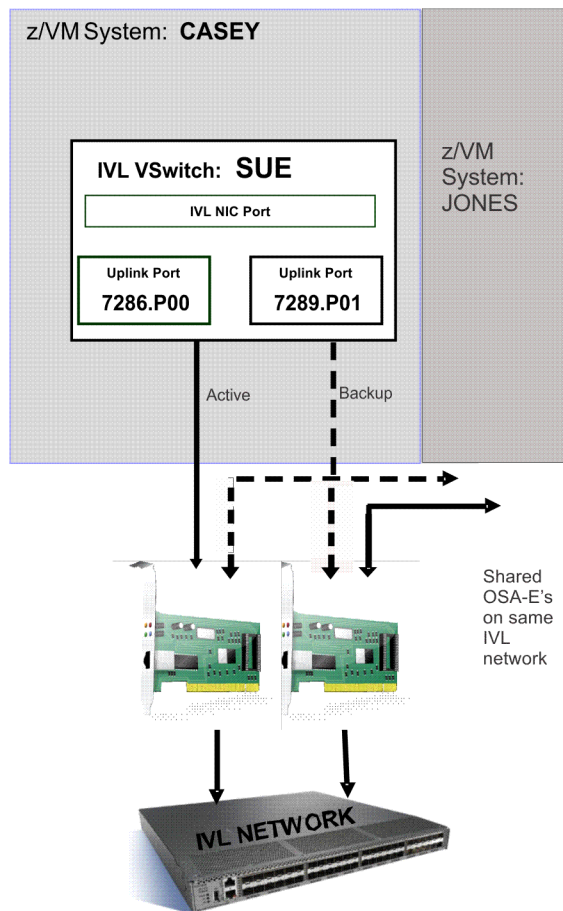 z/VM System: CASEY
z/VM
System:
JONES
IVL VSwitch: SUE
IVL NIC Port
Uplink Port
7286.P00
Uplink Port
7289.P01
Active
Backup
Shared
OSA-E's
on same
IVL
network
IVL NETWORK